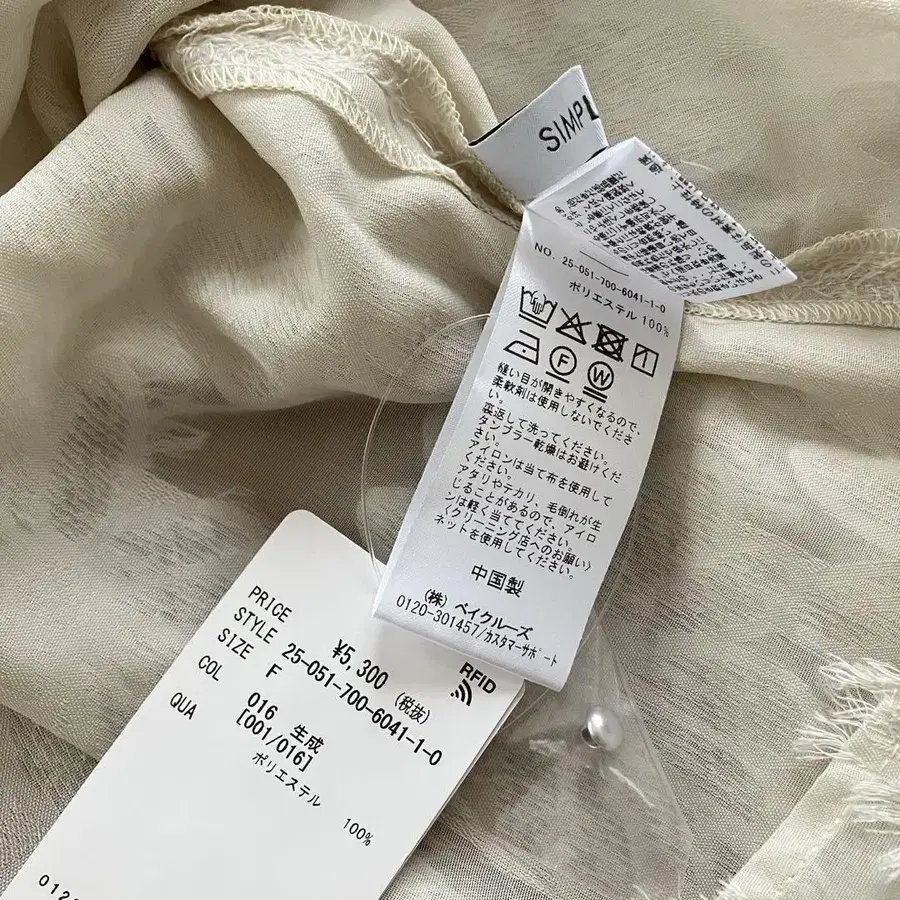 SIMPL
NO. 25-051-700-6041-1-0
ポリエステル 100%
F
W
縫い目が開きやすくなるので、
柔軟剤は使用しないでくださ
い。
裏返して洗ってください。
タンブラー乾燥はお避けくだ
さい。
アイロンは当て布を使用して
ください。
アタリやテカリ、毛倒れが生
じることがあるので、アイロ
ンは軽く当ててください。
〈クリーニング店へのお願い〉
ネットを使用してください。
中国製
(株) ベイクルーズ
0120-301457/カスタマーサポート
PRICE ¥5,300 (税抜)
STYLE 25-051-700-6041-1-0
SIZE F
COL 016 生成
[001/016]
QUA ポリエステル 100%
RFID
012